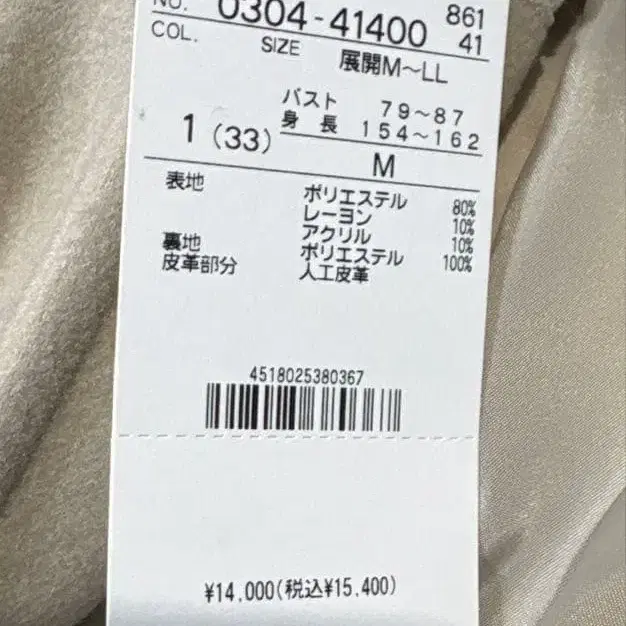 NO. 0304-41400 861
41
COL. SIZE 展開M～LL
バスト 79～87
1 (33) 身長 154～162
M
表地 ポリエステル 80%
レーヨン 10%
アクリル 10%
裏地 ポリエステル 100%
皮革部分 人工皮革
4518025380367
¥14,000(税込¥15,400)